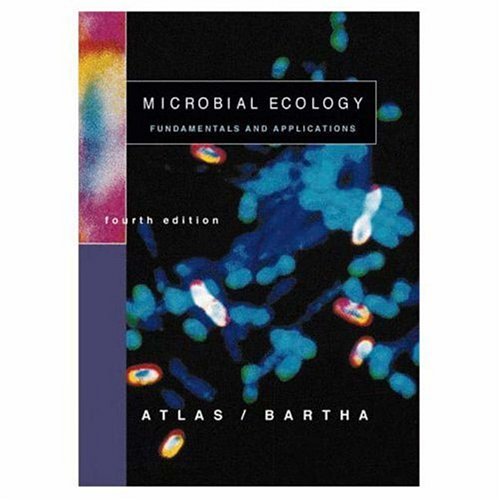 MICROBIAL ECOLOGY
FUNDAMENTALS AND APPLICATIONS
fourth edition
ATLAS / BARTHA